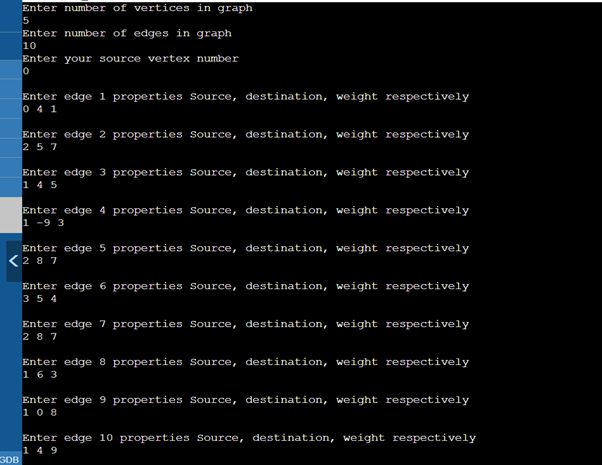 Enter number of vertices in graph
5
Enter number of edges in graph
10
Enter your source vertex number
0
Enter edge 1 properties Source, destination, weight respectively
0 4 1
Enter edge 2 properties Source, destination, weight respectively
2 5 7
Enter edge 3 properties Source, destination, weight respectively
1 4 5
Enter edge 4 properties Source, destination, weight respectively
1 -9 3
Enter edge 5 properties Source, destination, weight respectively
2 8 7
Enter edge 6 properties Source, destination, weight respectively
3 5 4
Enter edge 7 properties Source, destination, weight respectively
2 8 7
Enter edge 8 properties Source, destination, weight respectively
1 6 3
Enter edge 9 properties Source, destination, weight respectively
1 0 8
Enter edge 10 properties Source, destination, weight respectively
1 4 9
GDB